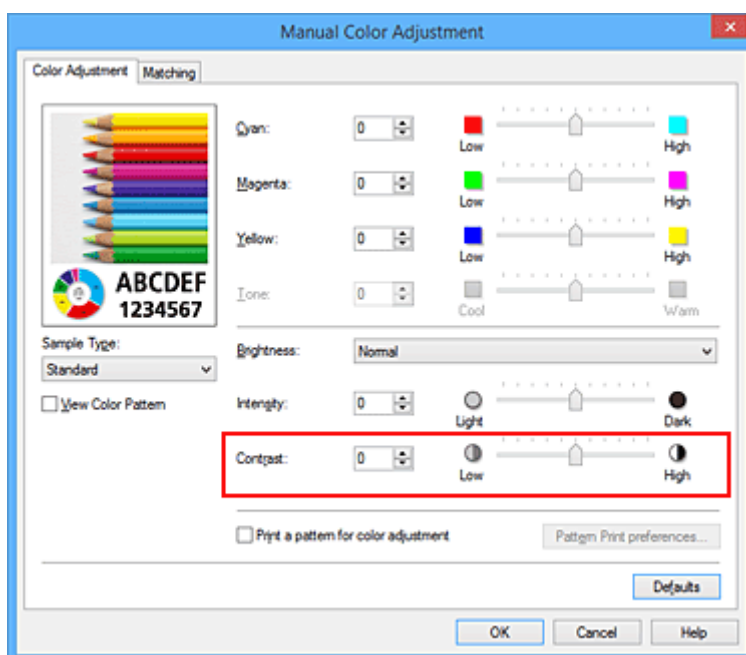 Manual Color Adjustment
Color Adjustment Matching
ABCDEF
1234567
Sample Type:
Standard
View Color Pattern
Cyan: 0 Low High
Magenta: 0 Low High
Yellow: 0 Low High
Tone: 0 Cool Warm
Brightness: Normal
Intensity: 0 Light Dark
Contrast: 0 Low High
Print a pattern for color adjustment Pattern Print preferences...
Defaults
OK Cancel Help